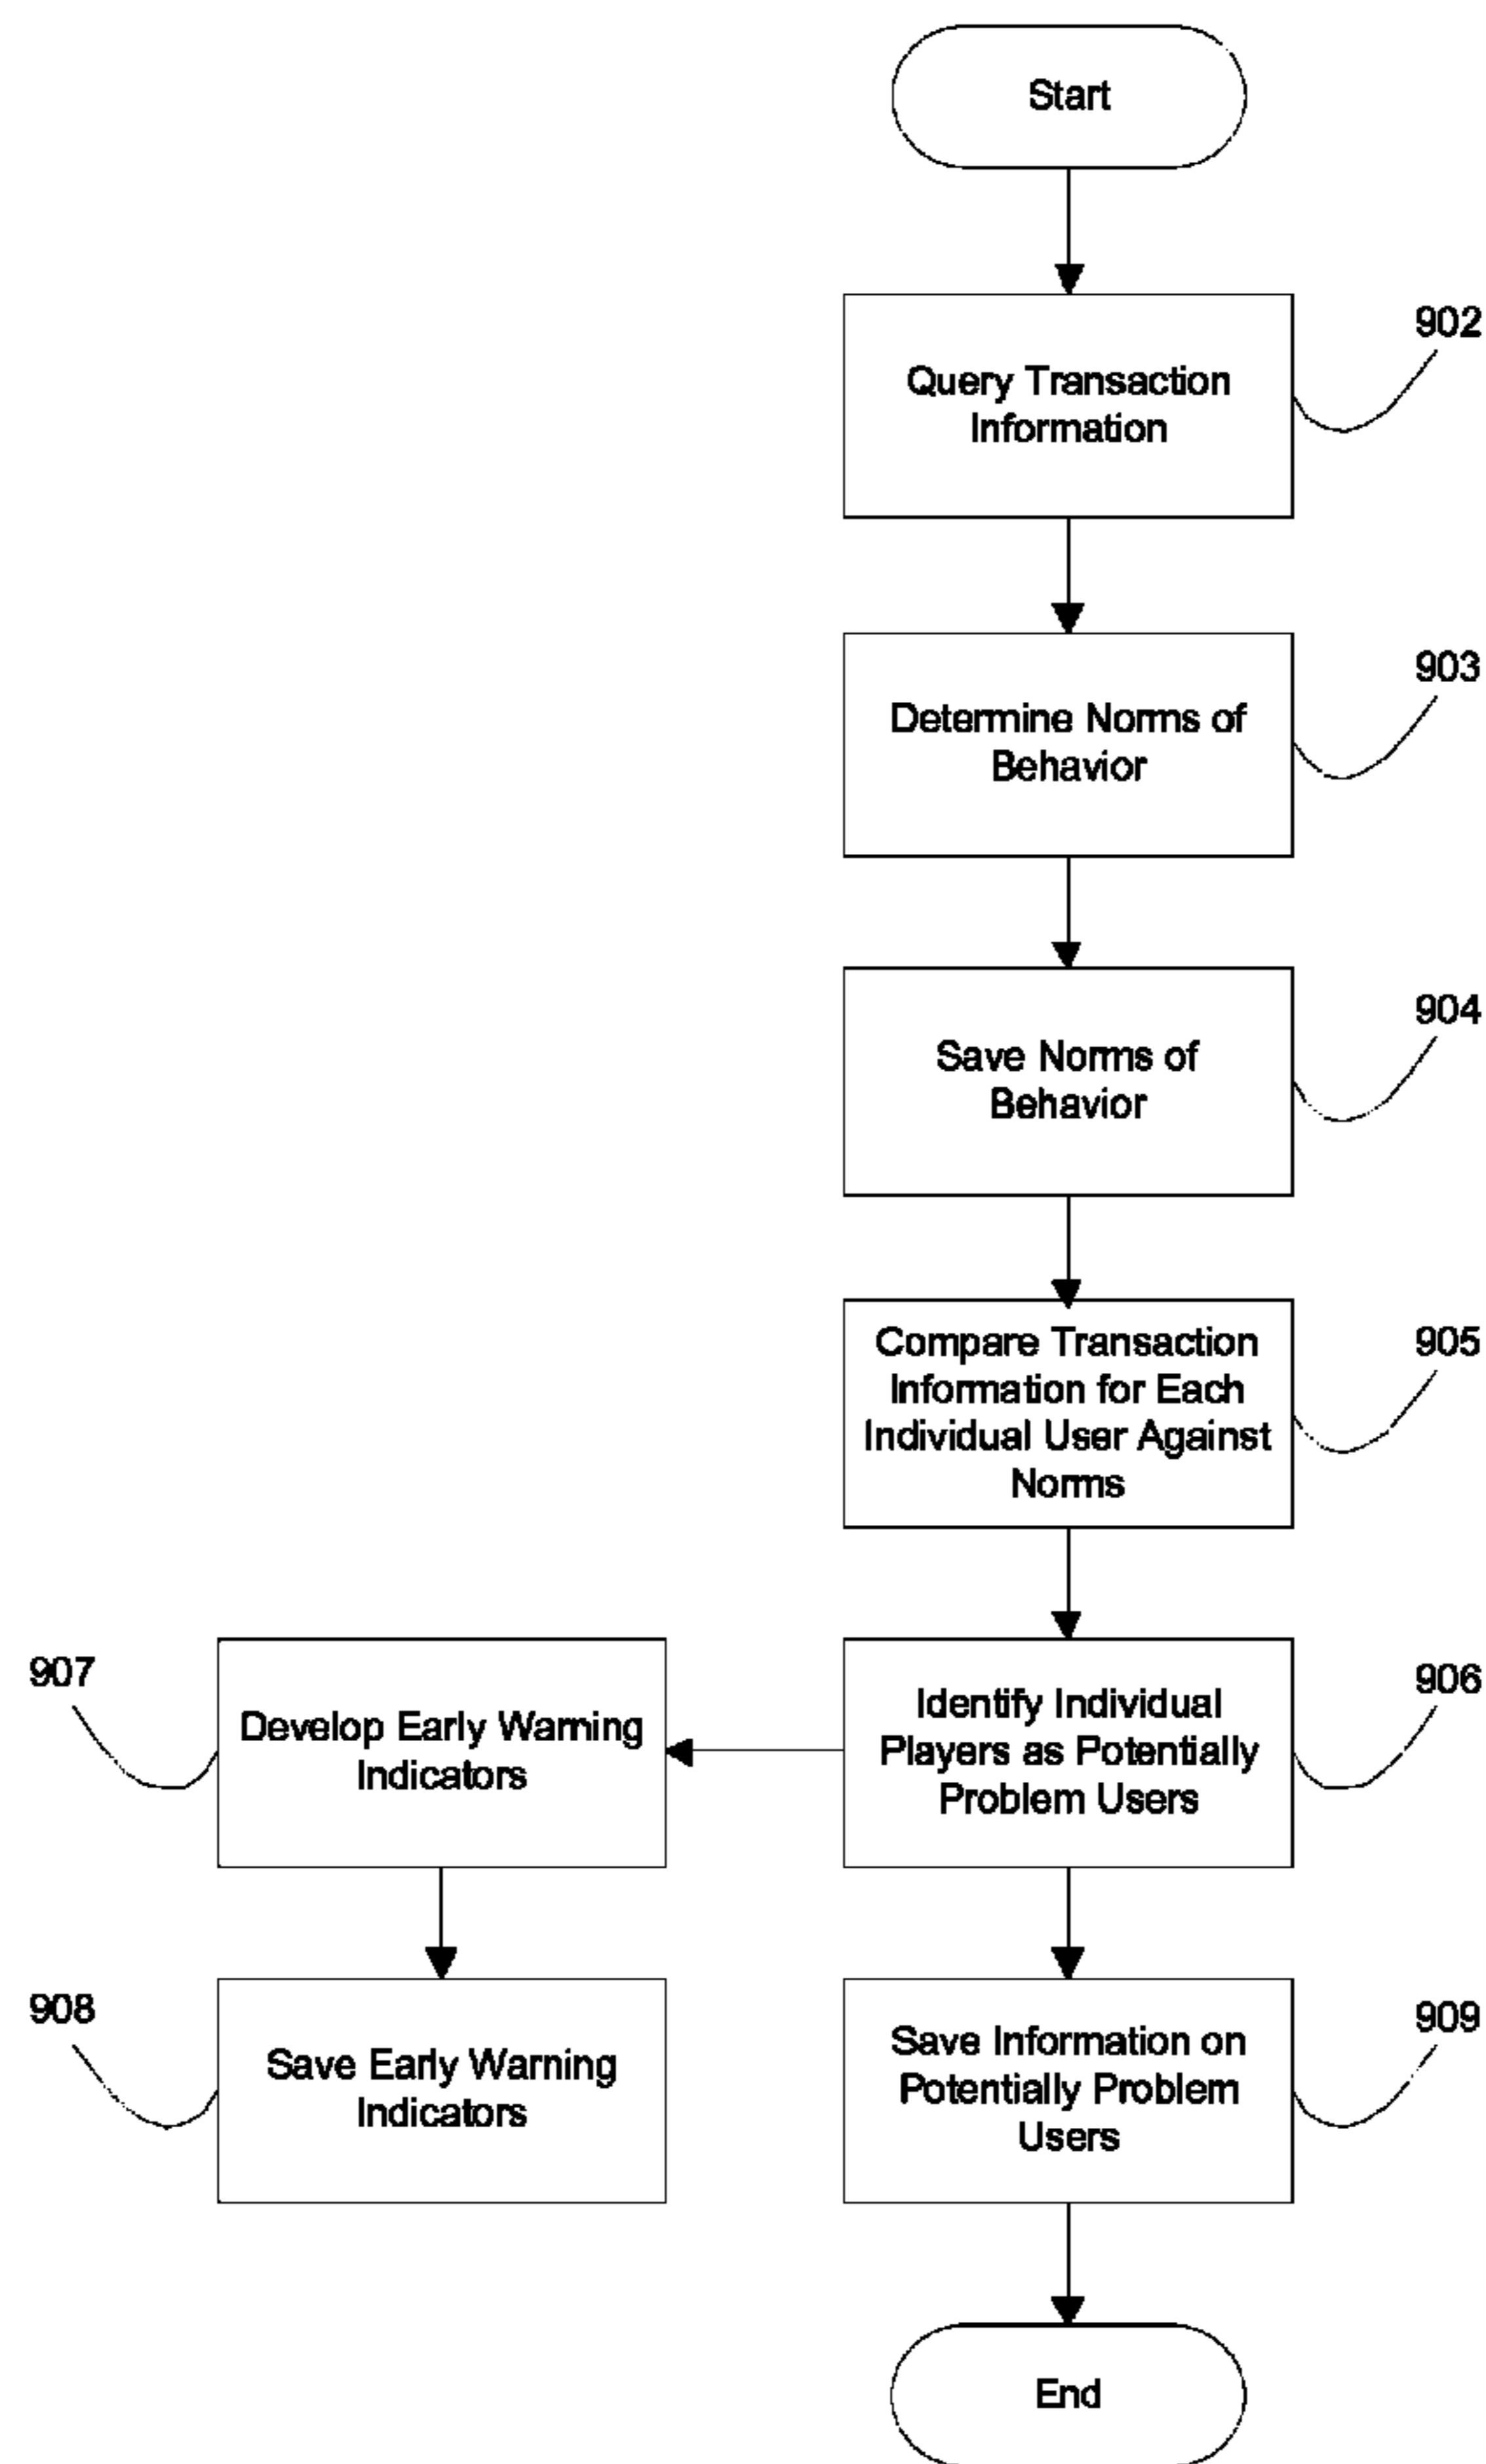 Start
902
Query Transaction
Information
903
Determine Norms of
Behavior
904
Save Norms of
Behavior
905
Compare Transaction
Information for Each
Individual User Against
Norms
906
Identify Individual
Players as Potentially
Problem Users
907
Develop Early Warning
Indicators
908
Save Early Warning
Indicators
909
Save Information on
Potentially Problem
Users
End